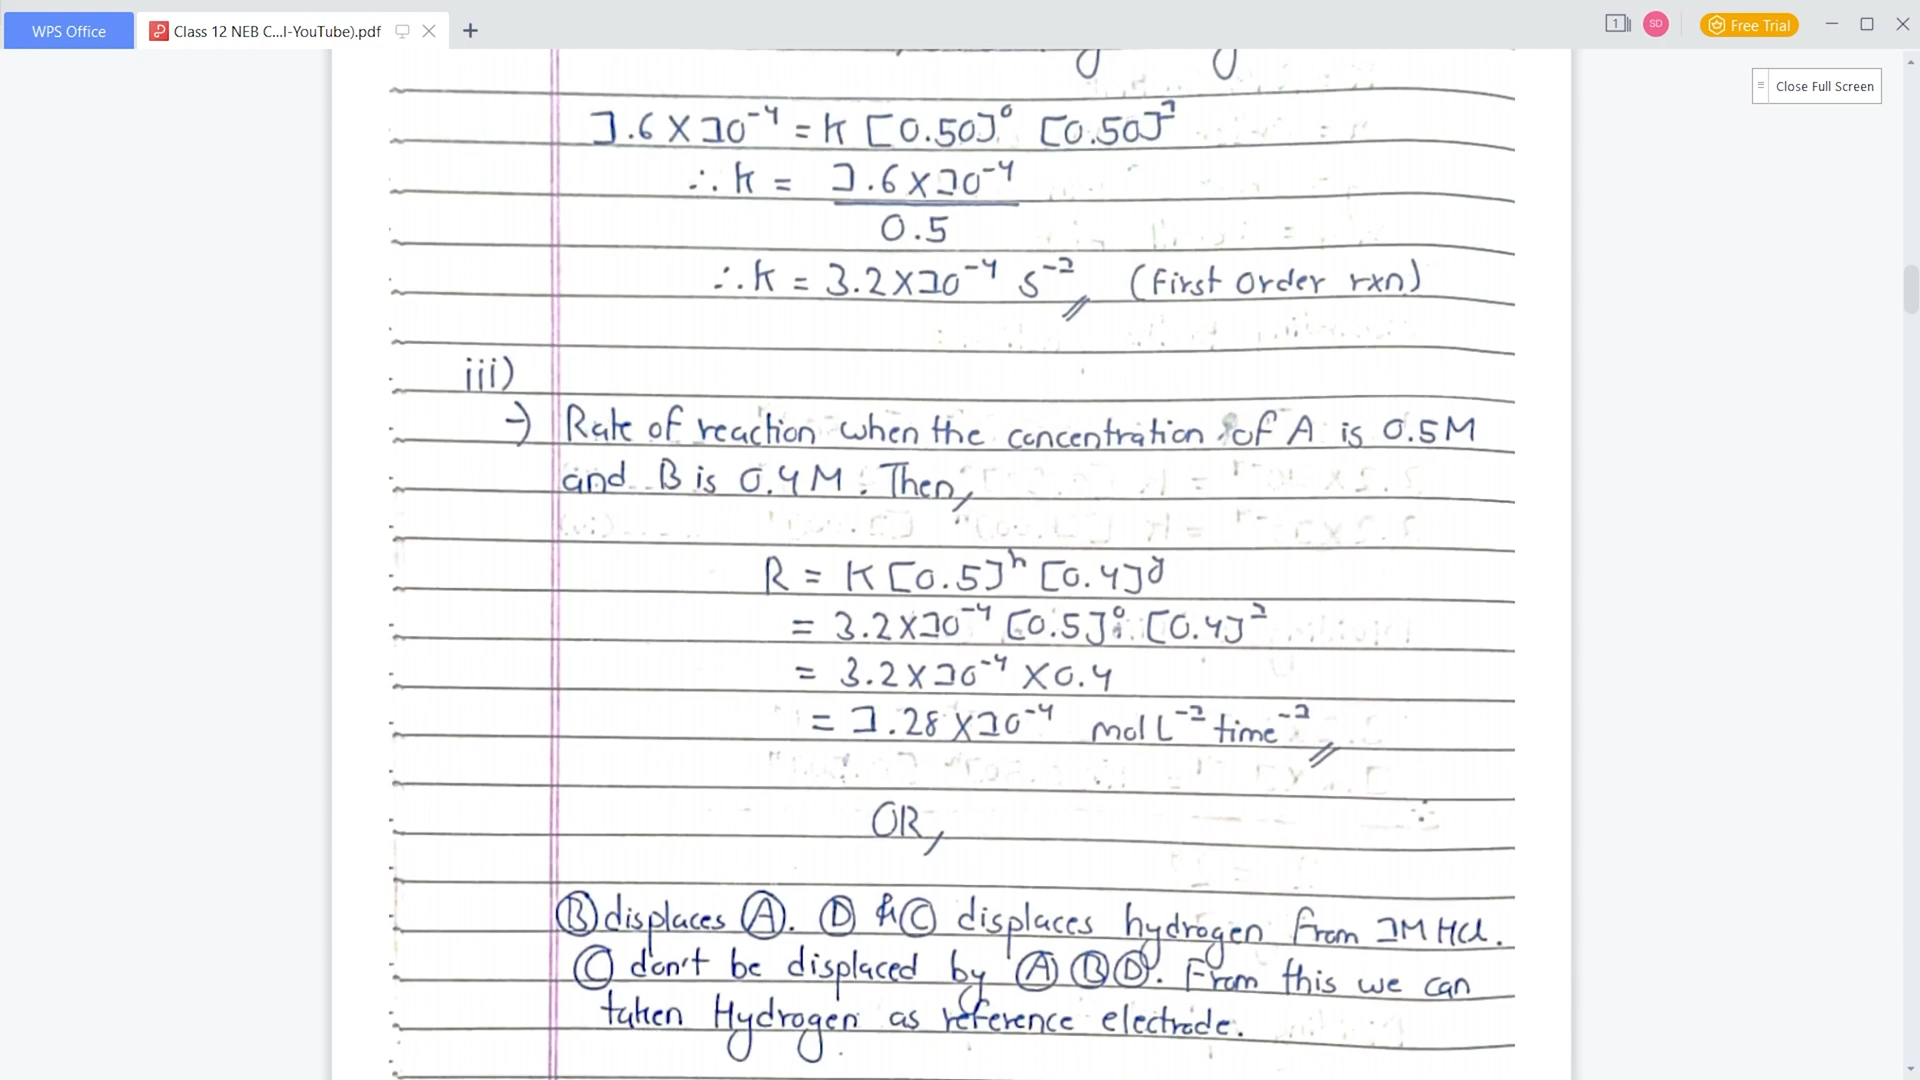 WPS Office
Class 12 NEB C...I-YouTube).pdf
1
SD
Free Trial
Close Full Screen
1.6 X 10⁻⁴ = K [0.50]⁰ [0.50]¹
∴ K = 1.6 X 10⁻⁴
0.5
∴ K = 3.2 X 10⁻⁴ s⁻¹ (First Order rxn)
iii)
→ Rate of reaction when the concentration of A is 0.5M
and B is 0.4M. Then,
R = K [0.5]ˣ [0.4]ʸ
= 3.2 X 10⁻⁴ [0.5]⁰ [0.4]¹
= 3.2 X 10⁻⁴ X 0.4
= 1.28 X 10⁻⁴ mol L⁻¹ time⁻¹
OR,
Ⓑ displaces Ⓐ. Ⓓ & Ⓒ displaces hydrogen from 1M HCl.
Ⓒ don't be displaced by Ⓐ Ⓑ Ⓓ. From this we can
taken Hydrogen as reference electrode.